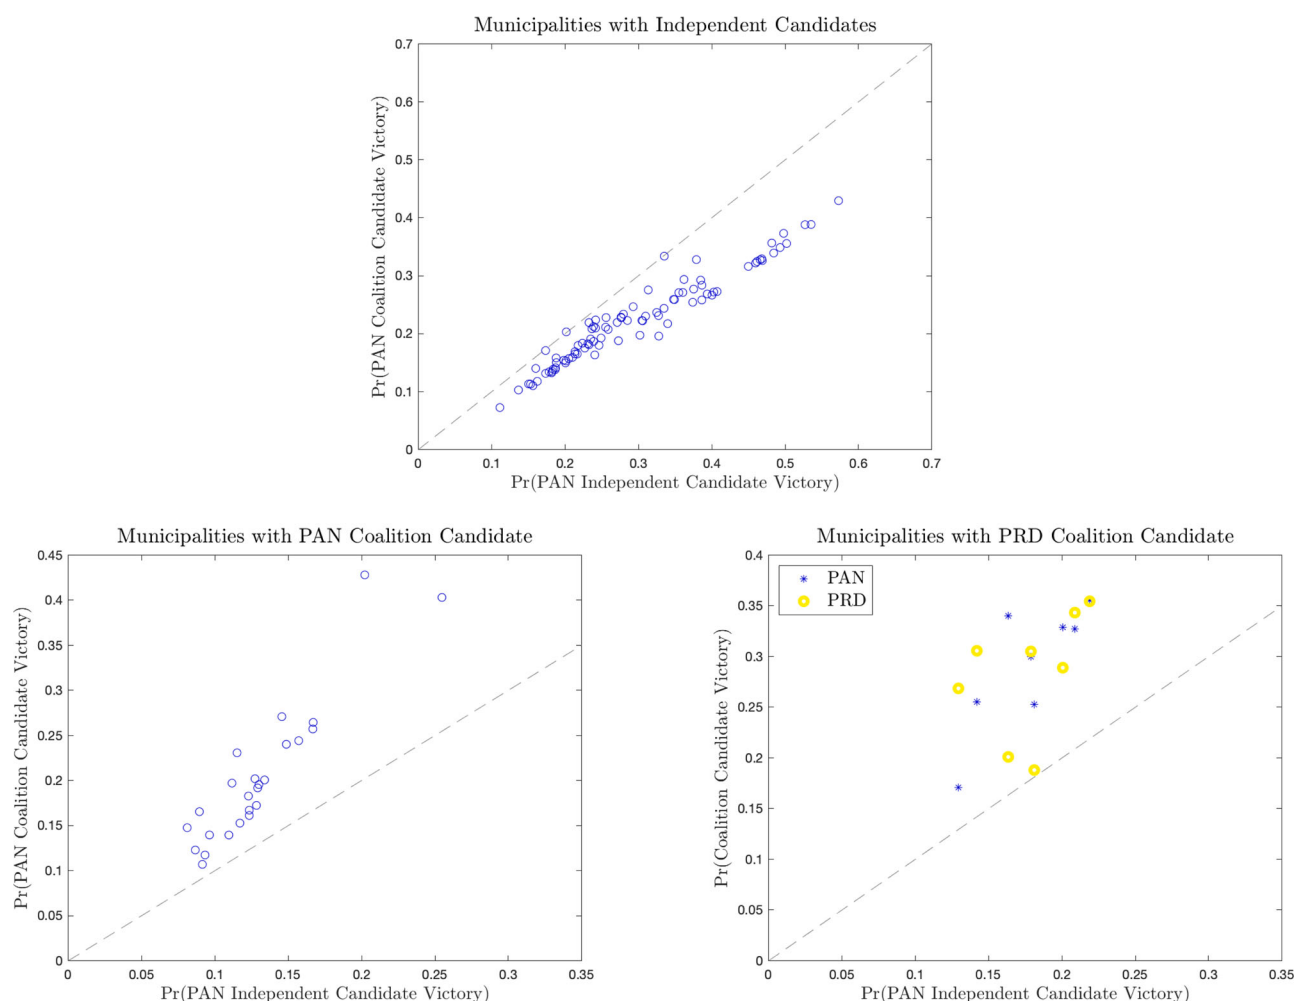 Municipalities with Independent Candidates
0.7
0.6
0.5
0.4
0.3
0.2
0.1
0
Pr(PAN Coalition Candidate Victory)
0 0.1 0.2 0.3 0.4 0.5 0.6 0.7
Pr(PAN Independent Candidate Victory)
Municipalities with PAN Coalition Candidate
0.45
0.4
0.35
0.3
0.25
0.2
0.15
0.1
0.05
0
Pr(PAN Coalition Candidate Victory)
0 0.05 0.1 0.15 0.2 0.25 0.3 0.35
Pr(PAN Independent Candidate Victory)
Municipalities with PRD Coalition Candidate
PAN
PRD
0.4
0.35
0.3
0.25
0.2
0.15
0.1
0.05
0
Pr(Coalition Candidate Victory)
0 0.05 0.1 0.15 0.2 0.25 0.3 0.35
Pr(PAN Independent Candidate Victory)